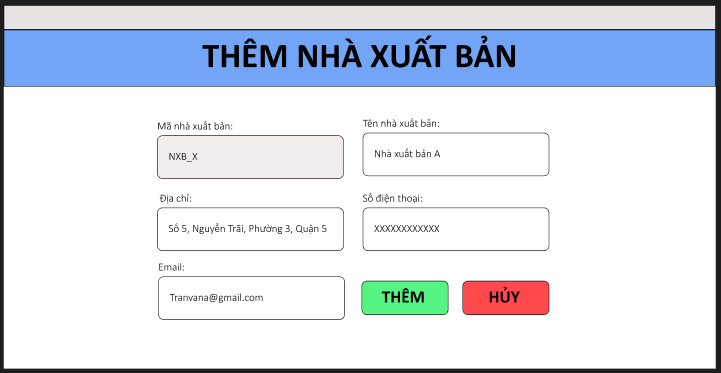 THÊM NHÀ XUẤT BẢN
Mã nhà xuất bản:
Tên nhà xuất bản:
NXB_X
Nhà xuất bản A
Địa chỉ:
Số điện thoại:
Số 5, Nguyễn Trãi, Phường 3, Quận 5
XXXXXXXXXXXX
Email:
Tranvana@gmail.com
THÊM
HỦY